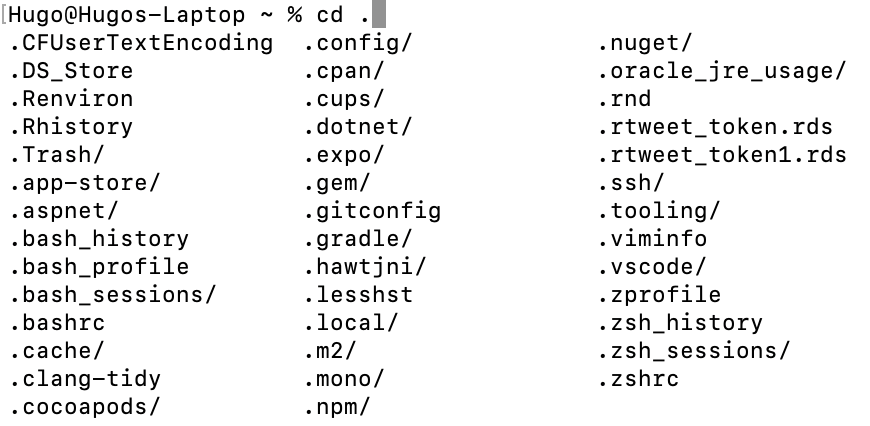 [Hugo@Hugos-Laptop ~ % cd .
.CFUserTextEncoding .config/ .nuget/
.DS_Store .cpan/ .oracle_jre_usage/
.Renviron .cups/ .rnd
.Rhistory .dotnet/ .rtweet_token.rds
.Trash/ .expo/ .rtweet_token1.rds
.app-store/ .gem/ .ssh/
.aspnet/ .gitconfig .tooling/
.bash_history .gradle/ .viminfo
.bash_profile .hawtjni/ .vscode/
.bash_sessions/ .lesshst .zprofile
.bashrc .local/ .zsh_history
.cache/ .m2/ .zsh_sessions/
.clang-tidy .mono/ .zshrc
.cocoapods/ .npm/